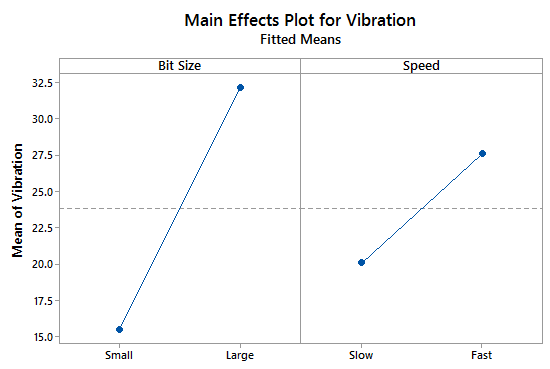 Main Effects Plot for Vibration
Fitted Means
Bit Size Speed
Mean of Vibration
32.5
30.0
27.5
25.0
22.5
20.0
17.5
15.0
Small Large Slow Fast